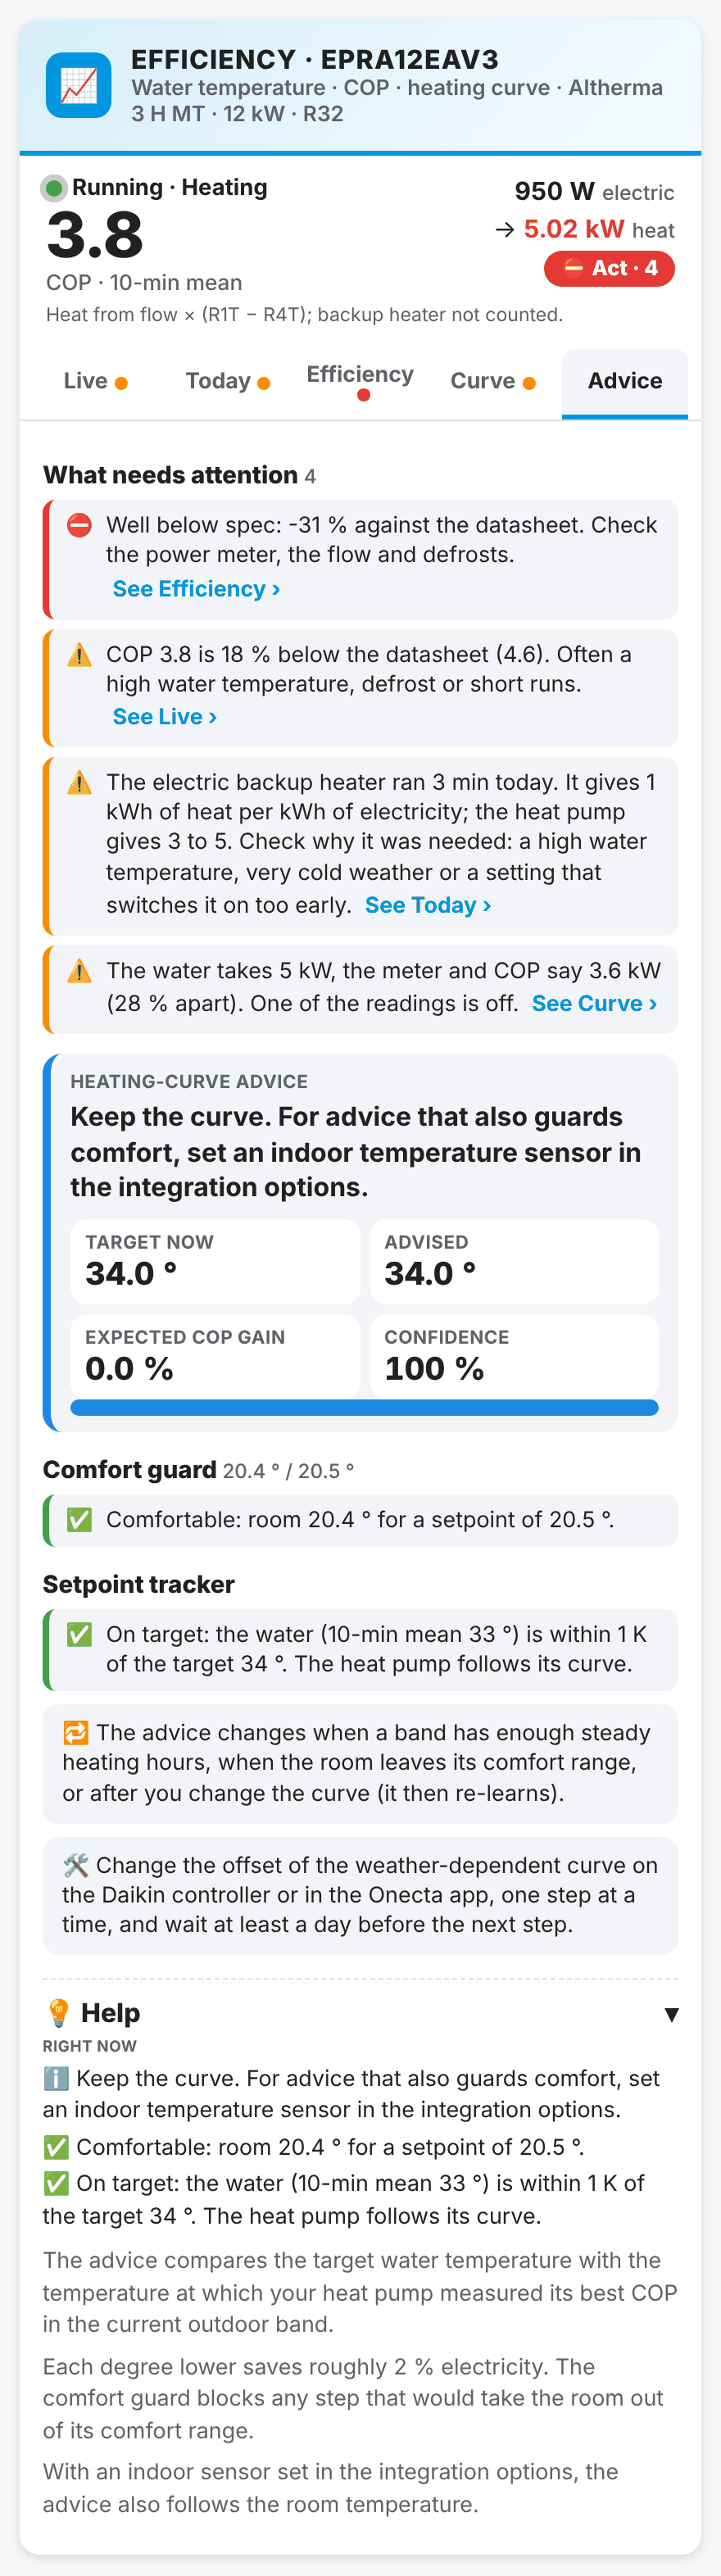 EFFICIENCY · EPRA12EAV3
Water temperature · COP · heating curve · Altherma
3 H MT · 12 kW · R32
Running · Heating
3.8
COP · 10-min mean
950 W electric
→ 5.02 kW heat
Act · 4
Heat from flow × (R1T − R4T); backup heater not counted.
Live
Today
Efficiency
Curve
Advice
What needs attention 4
Well below spec: -31 % against the datasheet. Check
the power meter, the flow and defrosts.
See Efficiency ›
COP 3.8 is 18 % below the datasheet (4.6). Often a
high water temperature, defrost or short runs.
See Live ›
The electric backup heater ran 3 min today. It gives 1
kWh of heat per kWh of electricity; the heat pump
gives 3 to 5. Check why it was needed: a high water
temperature, very cold weather or a setting that
switches it on too early. See Today ›
The water takes 5 kW, the meter and COP say 3.6 kW
(28 % apart). One of the readings is off. See Curve ›
HEATING-CURVE ADVICE
Keep the curve. For advice that also guards
comfort, set an indoor temperature sensor in
the integration options.
TARGET NOW
34.0 °
ADVISED
34.0 °
EXPECTED COP GAIN
0.0 %
CONFIDENCE
100 %
Comfort guard 20.4 ° / 20.5 °
Comfortable: room 20.4 ° for a setpoint of 20.5 °.
Setpoint tracker
On target: the water (10-min mean 33 °) is within 1 K
of the target 34 °. The heat pump follows its curve.
The advice changes when a band has enough steady
heating hours, when the room leaves its comfort range,
or after you change the curve (it then re-learns).
Change the offset of the weather-dependent curve on
the Daikin controller or in the Onecta app, one step at a
time, and wait at least a day before the next step.
Help ▼
RIGHT NOW
Keep the curve. For advice that also guards comfort, set
an indoor temperature sensor in the integration options.
Comfortable: room 20.4 ° for a setpoint of 20.5 °.
On target: the water (10-min mean 33 °) is within 1 K of
the target 34 °. The heat pump follows its curve.
The advice compares the target water temperature with the
temperature at which your heat pump measured its best COP
in the current outdoor band.
Each degree lower saves roughly 2 % electricity. The
comfort guard blocks any step that would take the room out
of its comfort range.
With an indoor sensor set in the integration options, the
advice also follows the room temperature.